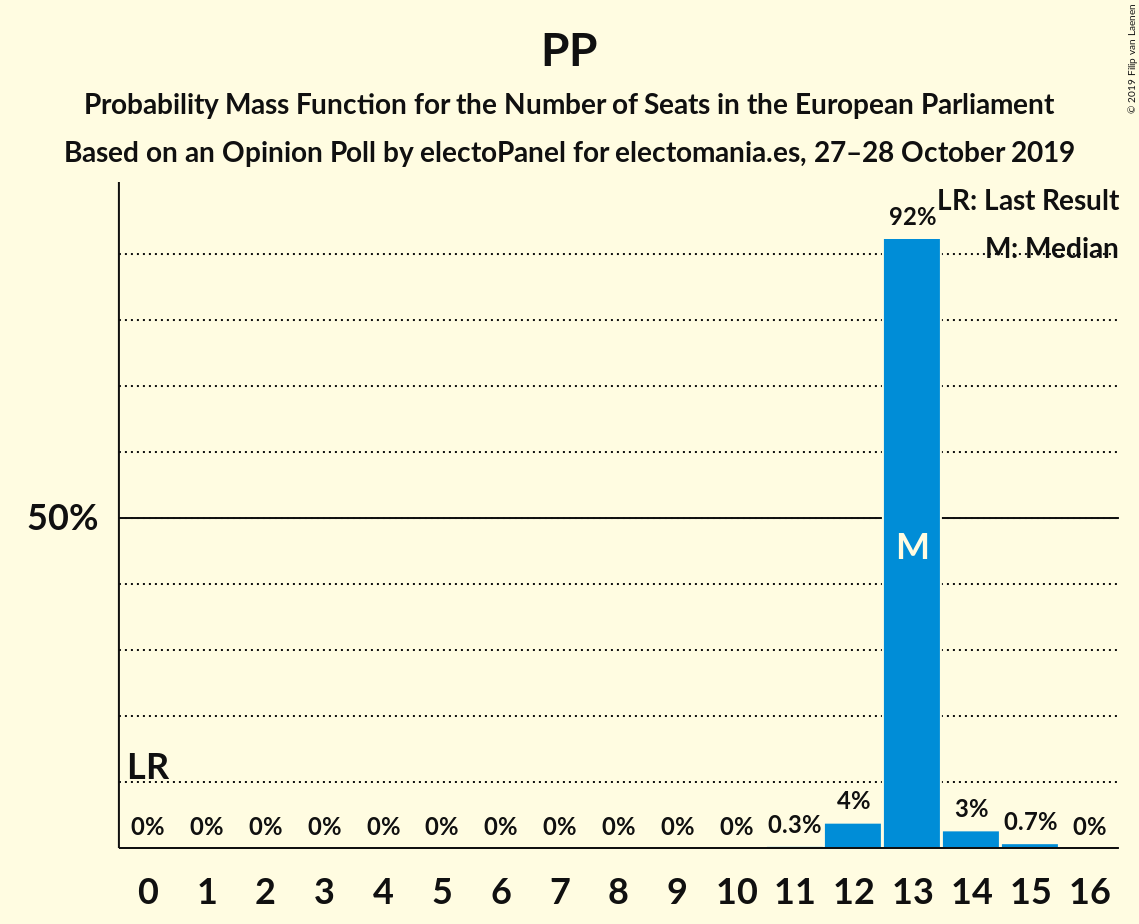 PP
Probability Mass Function for the Number of Seats in the European Parliament
Based on an Opinion Poll by electoPanel for electomania.es, 27–28 October 2019
© 2019 Filip van Laenen
LR: Last Result
M: Median
92%
50%
M
LR
0% 0% 0% 0% 0% 0% 0% 0% 0% 0% 0% 0.3% 4% 3% 0.7% 0%
0 1 2 3 4 5 6 7 8 9 10 11 12 13 14 15 16